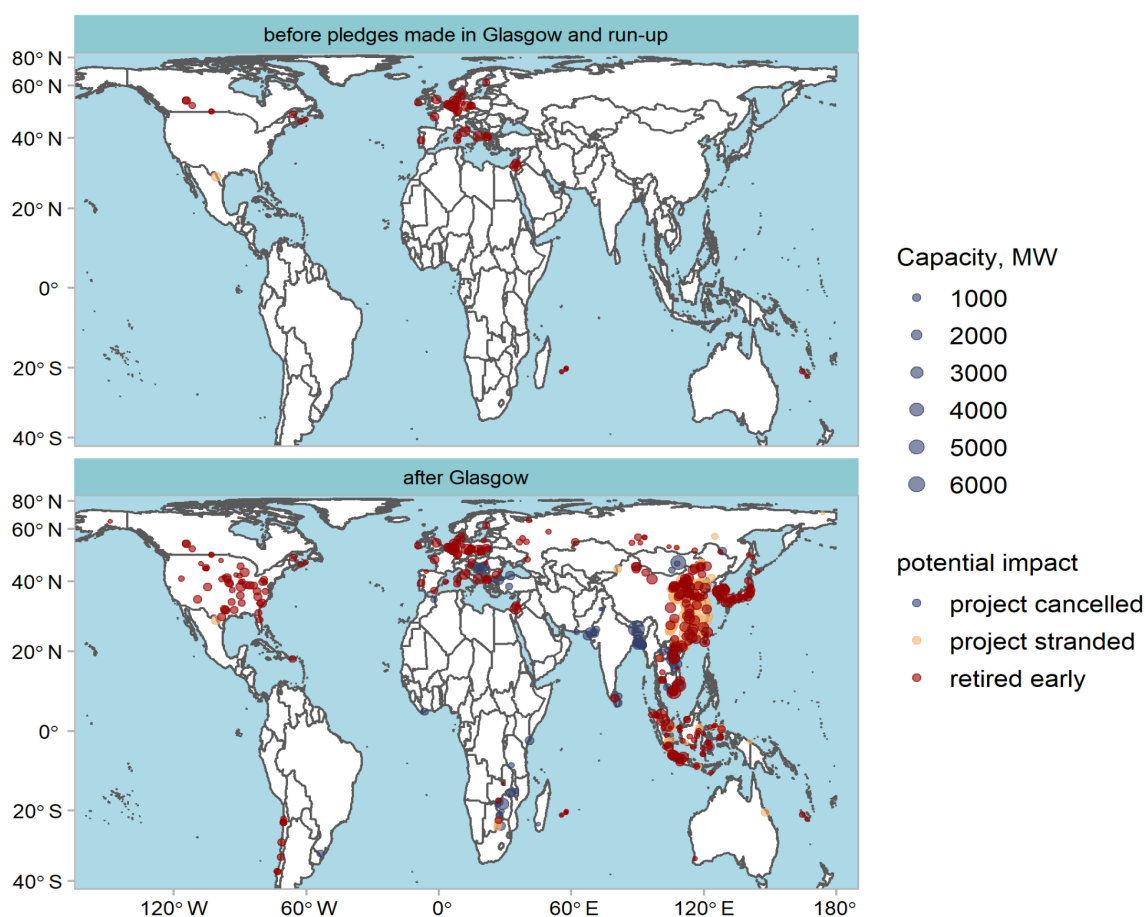 before pledges made in Glasgow and run-up
80° N
60° N
40° N
20° N
0°
20° S
40° S
after Glasgow
80° N
60° N
40° N
20° N
0°
20° S
40° S
120° W
60° W
0°
60° E
120° E
180°
Capacity, MW
1000
2000
3000
4000
5000
6000
potential impact
project cancelled
project stranded
retired early